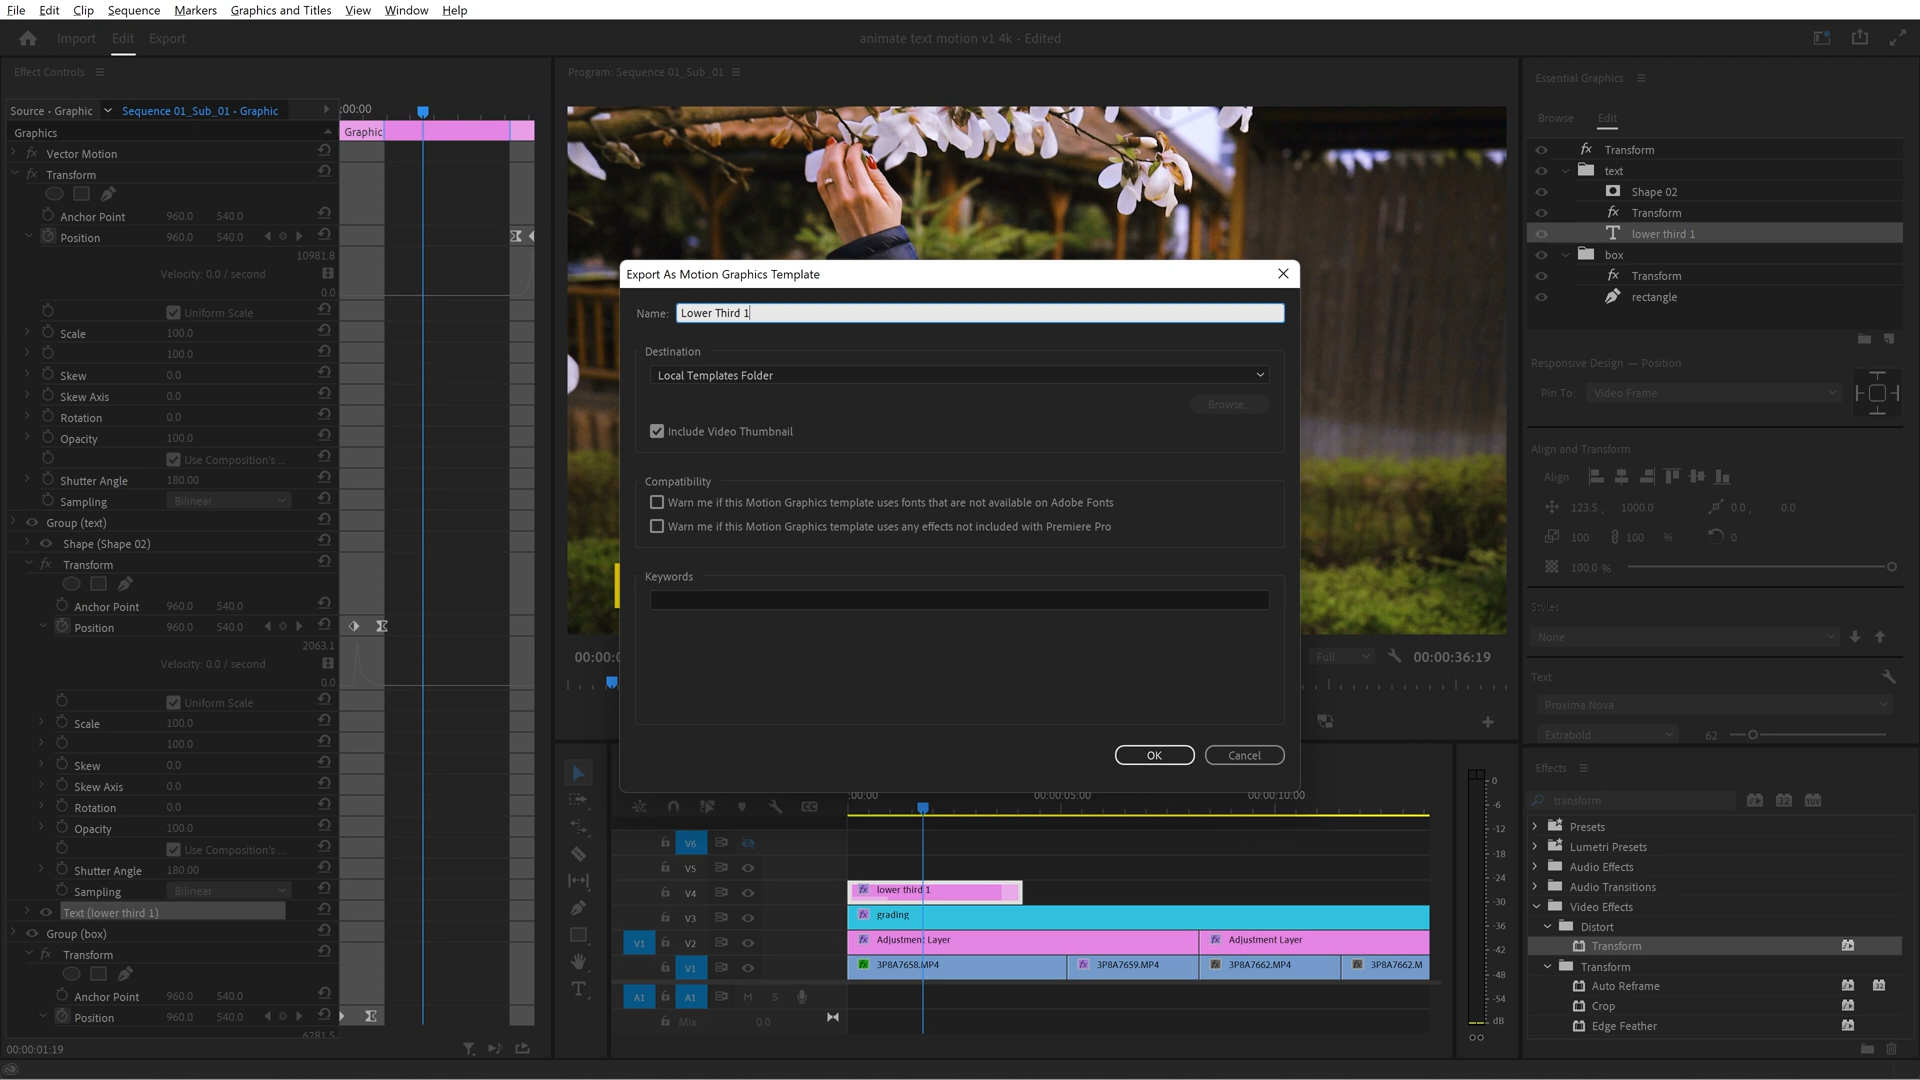 File Edit Clip Sequence Markers Graphics and Titles View Window Help
Import Edit Export
animate text motion v1 4k - Edited
Effect Controls
Source • Graphic Sequence 01_Sub_01 • Graphic
:00:00
Graphics
Graphic
Vector Motion
Transform
Anchor Point 960.0 540.0
Position 960.0 540.0
10981.8
Velocity: 0.0 / second
0.0
Uniform Scale
Scale 100.0
100.0
Skew 0.0
Skew Axis 0.0
Rotation 0.0
Opacity 100.0
Use Composition's ...
Shutter Angle 180.00
Sampling Bilinear
Group (text)
Shape (Shape 02)
Transform
Anchor Point 960.0 540.0
Position 960.0 540.0
2063.1
Velocity: 0.0 / second
0.0
Uniform Scale
Scale 100.0
100.0
Skew 0.0
Skew Axis 0.0
Rotation 0.0
Opacity 100.0
Use Composition's ...
Shutter Angle 180.00
Sampling Bilinear
Text (lower third 1)
Group (box)
Transform
Anchor Point 960.0 540.0
Position 960.0 540.0
6781.5
00:00:01:19
Program: Sequence 01_Sub_01
Export As Motion Graphics Template
Name: Lower Third 1
Destination
Local Templates Folder
Browse...
Include Video Thumbnail
Compatibility
Warn me if this Motion Graphics template uses fonts that are not available on Adobe Fonts
Warn me if this Motion Graphics template uses any effects not included with Premiere Pro
Keywords
OK Cancel
Full 00:00:36:19
:00:00 00:00:05:00 00:00:10:00
V6
V5
V4 lower third 1
V3 grading
V1 V2 Adjustment Layer Adjustment Layer
V1 3P8A7658.MP4 3P8A7659.MP4 3P8A7662.MP4 3P8A7662.M
A1 A1 M S
Mix 0.0
0
-6
-12
-18
-24
-30
-36
-42
-48
-54
dB
Essential Graphics
Browse Edit
Transform
text
Shape 02
Transform
lower third 1
box
Transform
rectangle
Responsive Design — Position
Pin To: Video Frame
Align and Transform
Align
123.5 , 1000.0 0.0 , 0.0
100 100 % 0
100.0 %
Styles
None
Text
Proxima Nova
Extrabold 62
Effects
transform
Presets
Lumetri Presets
Audio Effects
Audio Transitions
Video Effects
Distort
Transform
Transform
Auto Reframe
Crop
Edge Feather